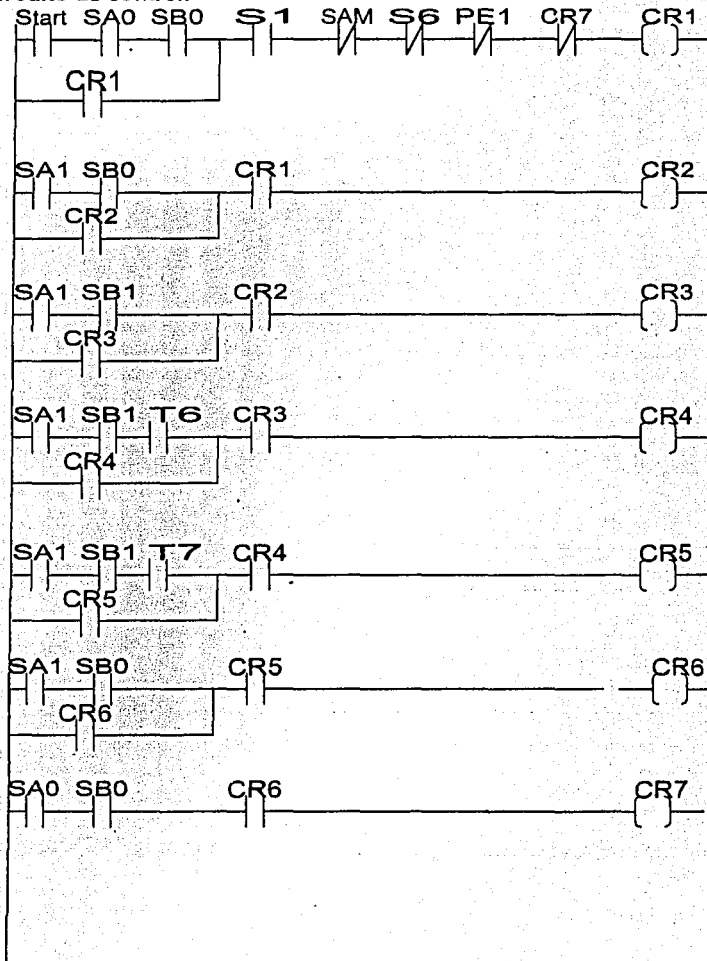 Start SA0 SB0 S1 SAM S6 PE1 CR7 CR1
CR1
SA1 SB0 CR1 CR2
CR2
SA1 SB1 CR2 CR3
CR3
SA1 SB1 T6 CR3 CR4
CR4
SA1 SB1 T7 CR4 CR5
CR5
SA1 SB0 CR5 CR6
CR6
SA0 SB0 CR6 CR7